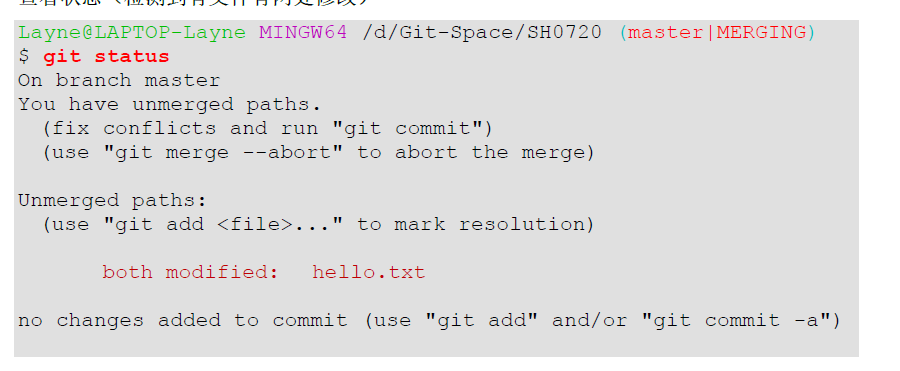 Layne@LAPTOP-Layne MINGW64 /d/Git-Space/SH0720 (master|MERGING)
$ git status
On branch master
You have unmerged paths.
(fix conflicts and run "git commit")
(use "git merge --abort" to abort the merge)
Unmerged paths:
(use "git add <file>..." to mark resolution)
both modified: hello.txt
no changes added to commit (use "git add" and/or "git commit -a")